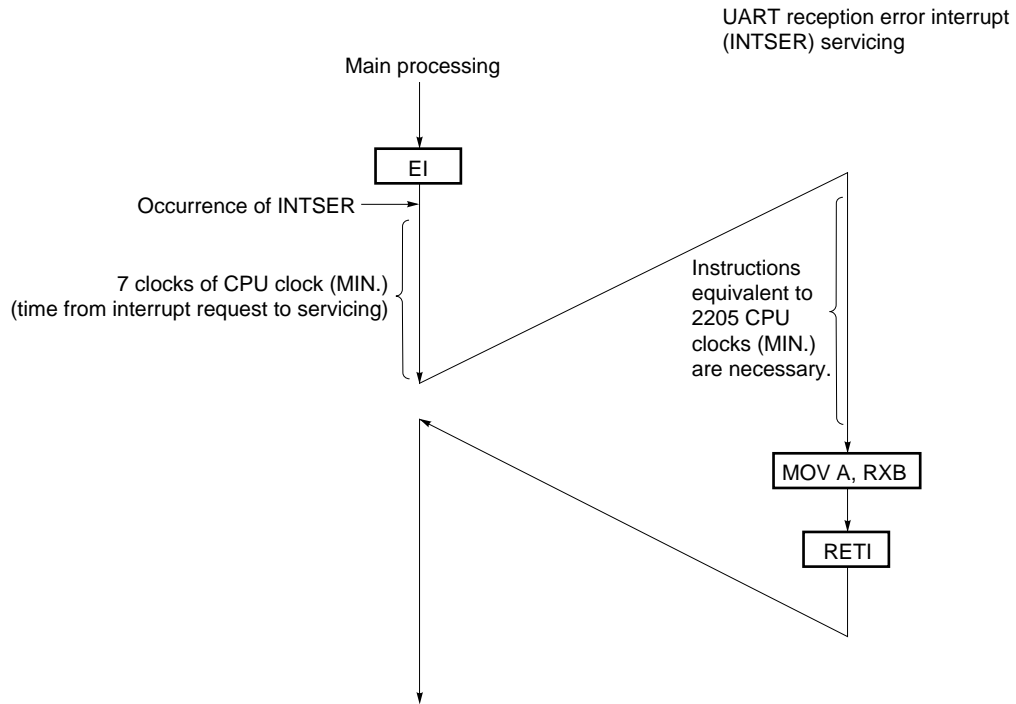 UART reception error interrupt
(INTSER) servicing
Main processing
EI
Occurrence of INTSER
7 clocks of CPU clock (MIN.)
(time from interrupt request to servicing)
Instructions
equivalent to
2205 CPU
clocks (MIN.)
are necessary.
MOV A, RXB
RETI